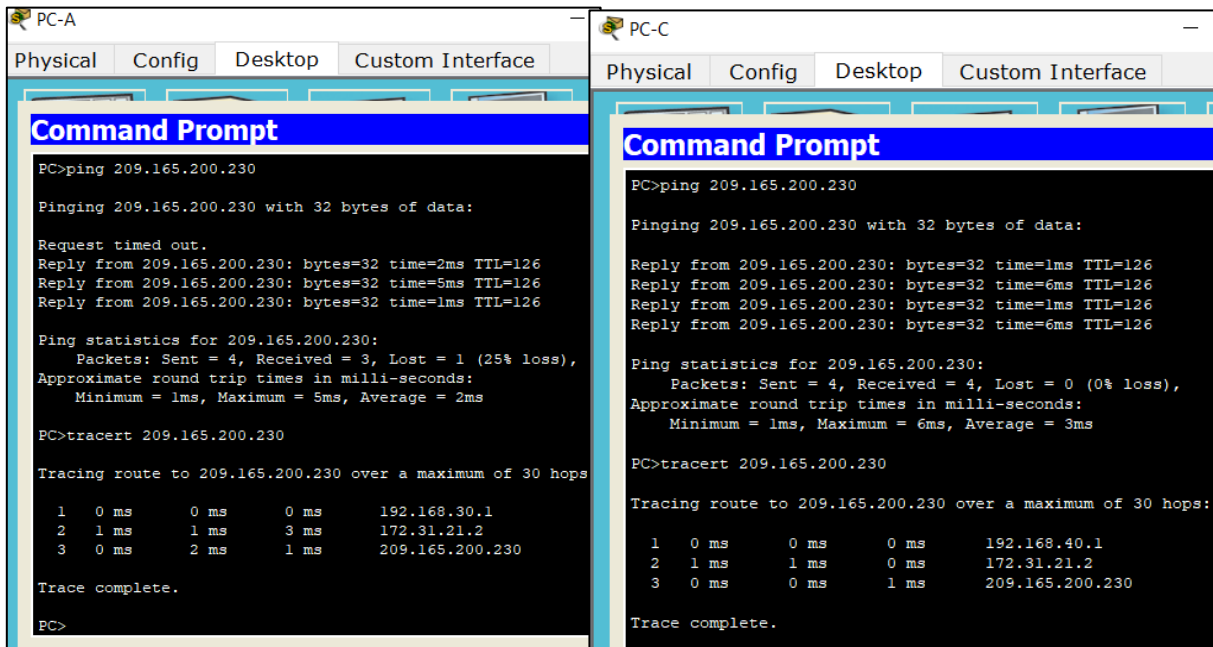 PC-A
Physical Config Desktop Custom Interface
Command Prompt
PC>ping 209.165.200.230
Pinging 209.165.200.230 with 32 bytes of data:
Request timed out.
Reply from 209.165.200.230: bytes=32 time=2ms TTL=126
Reply from 209.165.200.230: bytes=32 time=5ms TTL=126
Reply from 209.165.200.230: bytes=32 time=1ms TTL=126
Ping statistics for 209.165.200.230:
Packets: Sent = 4, Received = 3, Lost = 1 (25% loss),
Approximate round trip times in milli-seconds:
Minimum = 1ms, Maximum = 5ms, Average = 2ms
PC>tracert 209.165.200.230
Tracing route to 209.165.200.230 over a maximum of 30 hops
1 0 ms 0 ms 0 ms 192.168.30.1
2 1 ms 1 ms 3 ms 172.31.21.2
3 0 ms 2 ms 1 ms 209.165.200.230
Trace complete.
PC>
PC-C
Physical Config Desktop Custom Interface
Command Prompt
PC>ping 209.165.200.230
Pinging 209.165.200.230 with 32 bytes of data:
Reply from 209.165.200.230: bytes=32 time=1ms TTL=126
Reply from 209.165.200.230: bytes=32 time=6ms TTL=126
Reply from 209.165.200.230: bytes=32 time=1ms TTL=126
Reply from 209.165.200.230: bytes=32 time=6ms TTL=126
Ping statistics for 209.165.200.230:
Packets: Sent = 4, Received = 4, Lost = 0 (0% loss),
Approximate round trip times in milli-seconds:
Minimum = 1ms, Maximum = 6ms, Average = 3ms
PC>tracert 209.165.200.230
Tracing route to 209.165.200.230 over a maximum of 30 hops:
1 0 ms 0 ms 0 ms 192.168.40.1
2 1 ms 1 ms 0 ms 172.31.21.2
3 0 ms 0 ms 1 ms 209.165.200.230
Trace complete.